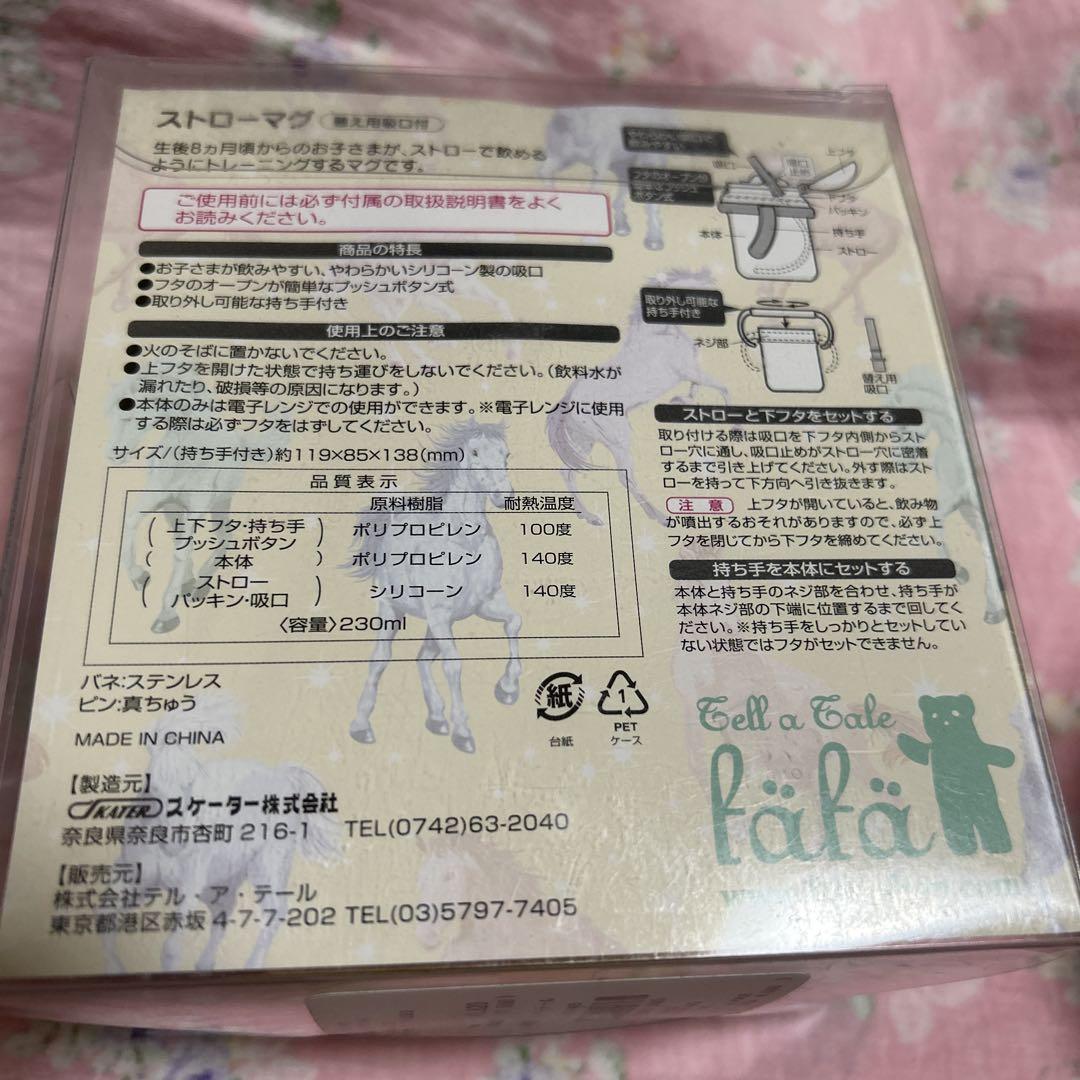 ストローマグ 替え用吸口付
生後8ヵ月頃からのお子さまが、ストローで飲める
ようにトレーニングするマグです。
ご使用前には必ず付属の取扱説明書をよく
お読みください。
商品の特長
●お子さまが飲みやすい、やわらかいシリコーン製の吸口
●フタのオープンが簡単なプッシュボタン式
●取り外し可能な持ち手付き
使用上のご注意
●火のそばに置かないでください。
●上フタを開けた状態で持ち運びをしないでください。(飲料水が
漏れたり、破損等の原因になります。)
●本体のみは電子レンジでの使用ができます。※電子レンジに使用
する際は必ずフタをはずしてください。
サイズ/(持ち手付き)約119×85×138(mm)
品質表示
原料樹脂 耐熱温度
(上下フタ・持ち手 プッシュボタン) ポリプロピレン 100度
(本体) ポリプロピレン 140度
(ストロー パッキン・吸口) シリコーン 140度
〈容量〉230ml
バネ:ステンレス
ピン:真ちゅう
MADE IN CHINA
紙
台紙
1
PET
ケース
【製造元】
SKATER スケーター株式会社
奈良県奈良市杏町216-1 TEL(0742)63-2040
【販売元】
株式会社テル・ア・テール
東京都港区赤坂4-7-7-202 TEL(03)5797-7405
吸口
上フタ
フタのオープンが
簡単なプッシュ
ボタン式
下フタ
パッキン
本体
持ち手
ストロー
取り外し可能な
持ち手付き
ネジ部
替え用
吸口
ストローと下フタをセットする
取り付ける際は吸口を下フタ内側からスト
ロー穴に通し、吸口止めがストロー穴に密着
するまで引き上げてください。外す際はスト
ローを持って下方向へ引き抜きます。
注意 上フタが開いていると、飲み物
が噴出するおそれがありますので、必ず上
フタを閉じてから下フタを締めてください。
持ち手を本体にセットする
本体と持ち手のネジ部を合わせ、持ち手が
本体ネジ部の下端に位置するまで回してく
ださい。※持ち手をしっかりとセットしてい
ない状態ではフタがセットできません。
Tell a Tale
fäfä